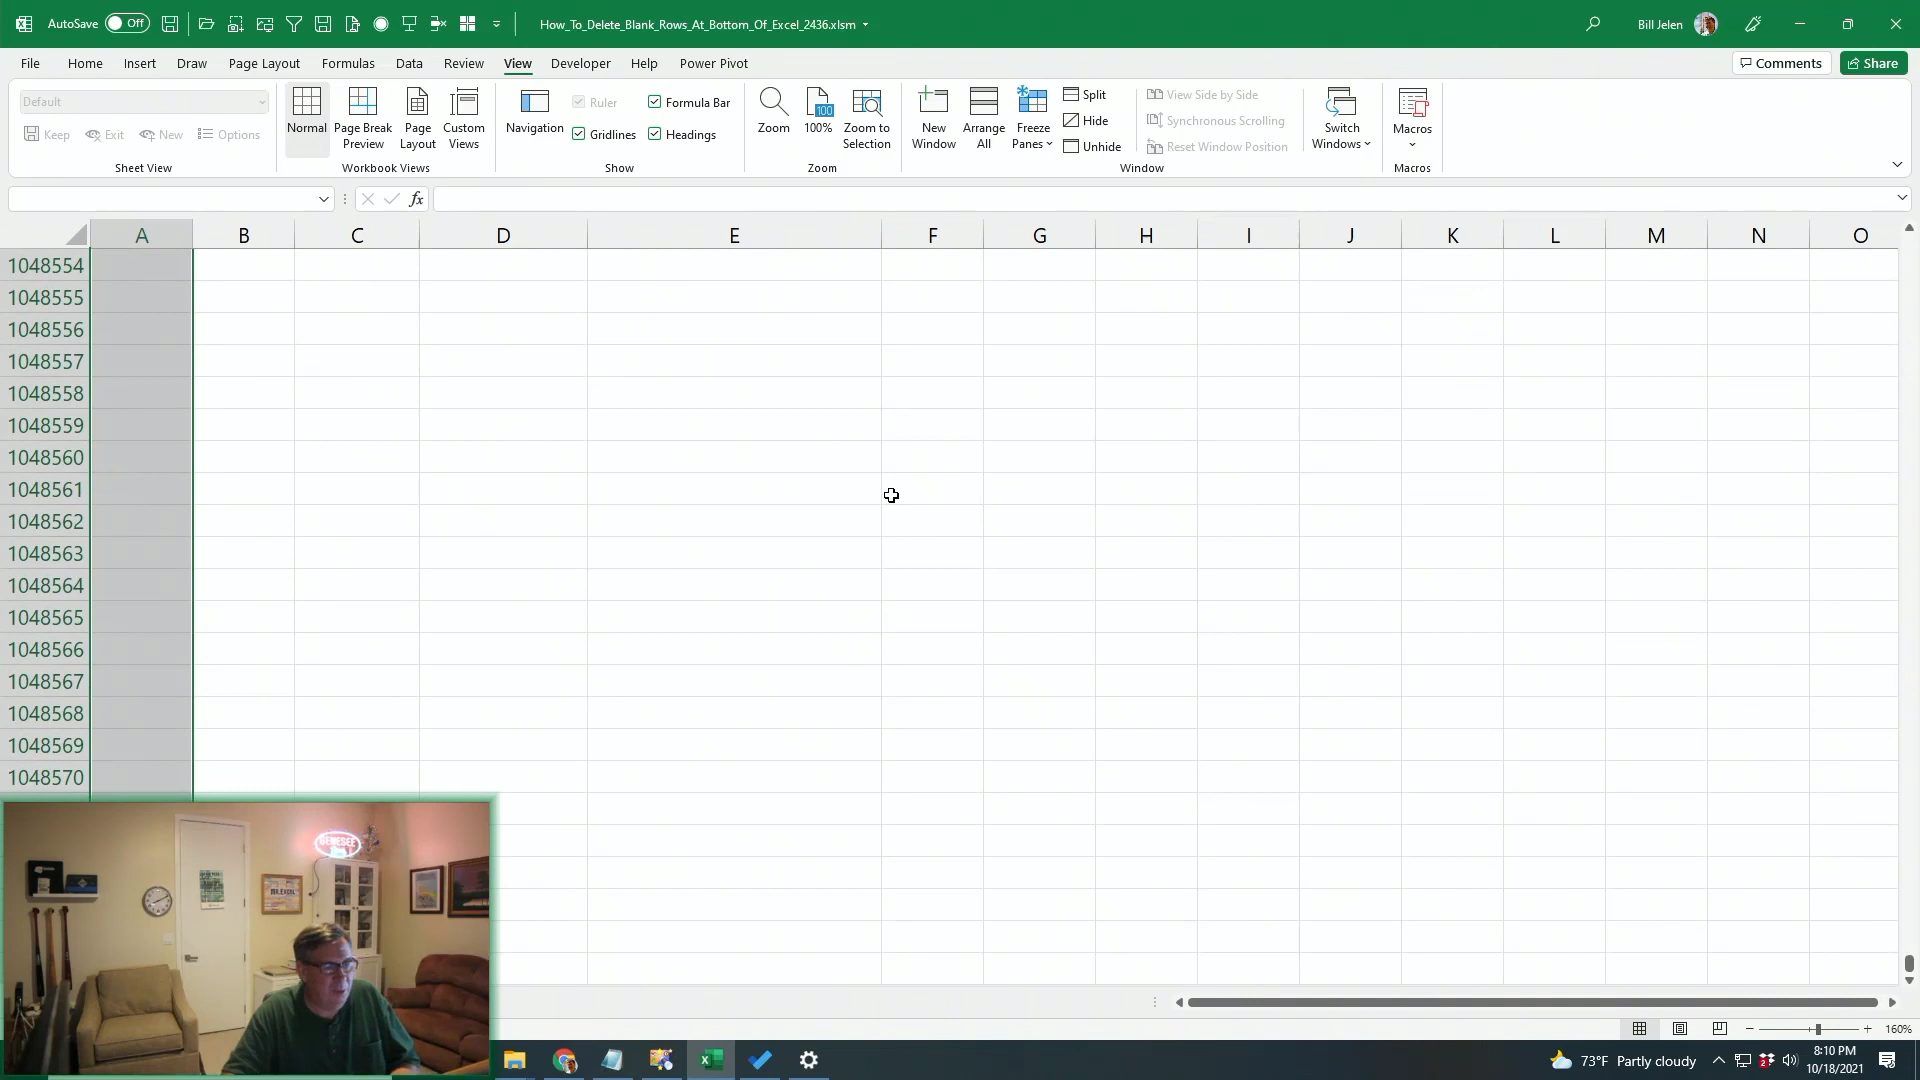 AutoSave Off How_To_Delete_Blank_Rows_At_Bottom_Of_Excel_2436.xlsm Bill Jelen
File Home Insert Draw Page Layout Formulas Data Review View Developer Help Power Pivot Comments Share
Default
Keep Exit New Options
Sheet View
Normal
Page Break Preview
Page Layout
Custom Views
Workbook Views
Navigation
Ruler
Formula Bar
Gridlines
Headings
Show
Zoom
100
100%
Zoom to Selection
Zoom
New Window
Arrange All
Freeze Panes
Split
Hide
Unhide
View Side by Side
Synchronous Scrolling
Reset Window Position
Window
Switch Windows
Macros
Macros
fx
A B C D E F G H I J K L M N O
1048554
1048555
1048556
1048557
1048558
1048559
1048560
1048561
1048562
1048563
1048564
1048565
1048566
1048567
1048568
1048569
1048570
GENESEE
MR.EXCEL
160%
73°F Partly cloudy
8:10 PM
10/18/2021